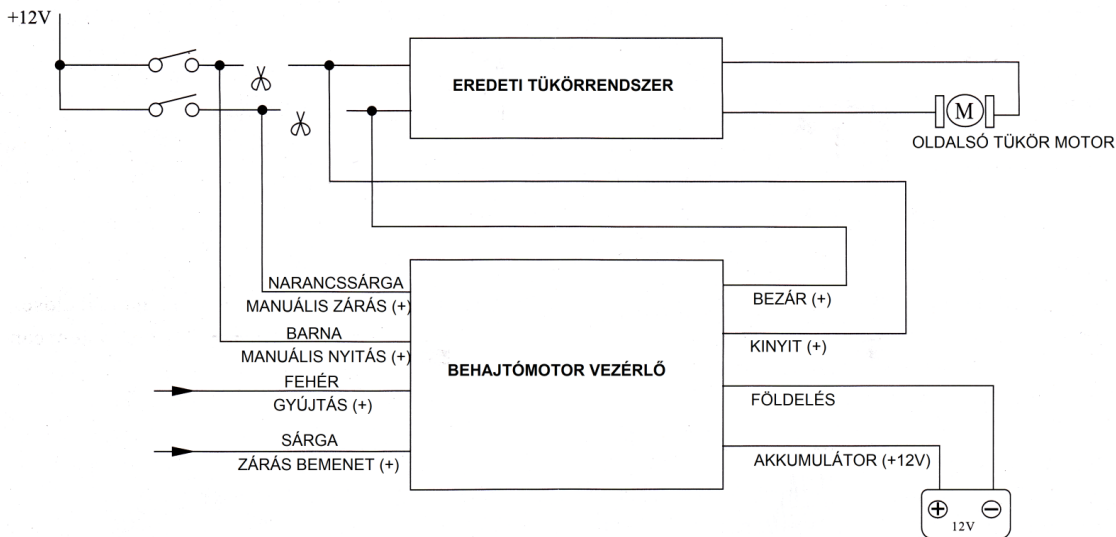 +12V
EREDETI TÜKÖRRENDSZER
M
OLDALSÓ TÜKÖR MOTOR
NARANCSSÁRGA
MANUÁLIS ZÁRÁS (+)
BARNA
MANUÁLIS NYITÁS (+)
FEHÉR
GYÚJTÁS (+)
SÁRGA
ZÁRÁS BEMENET (+)
BEHAJTÓMOTOR VEZÉRLŐ
BEZÁR (+)
KINYIT (+)
FÖLDELÉS
AKKUMULÁTOR (+12V)
+ −
12V